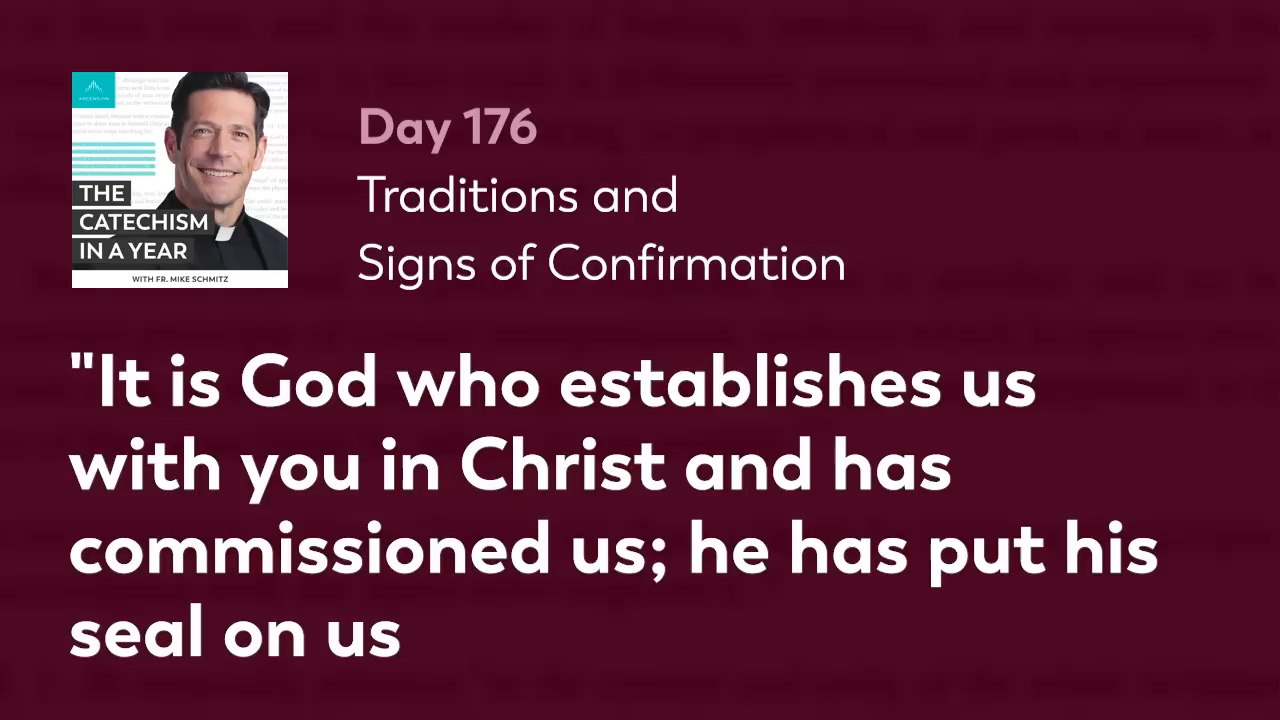 ASCENSION
THE
CATECHISM
IN A YEAR
WITH FR. MIKE SCHMITZ
Day 176
Traditions and
Signs of Confirmation
"It is God who establishes us
with you in Christ and has
commissioned us; he has put his
seal on us